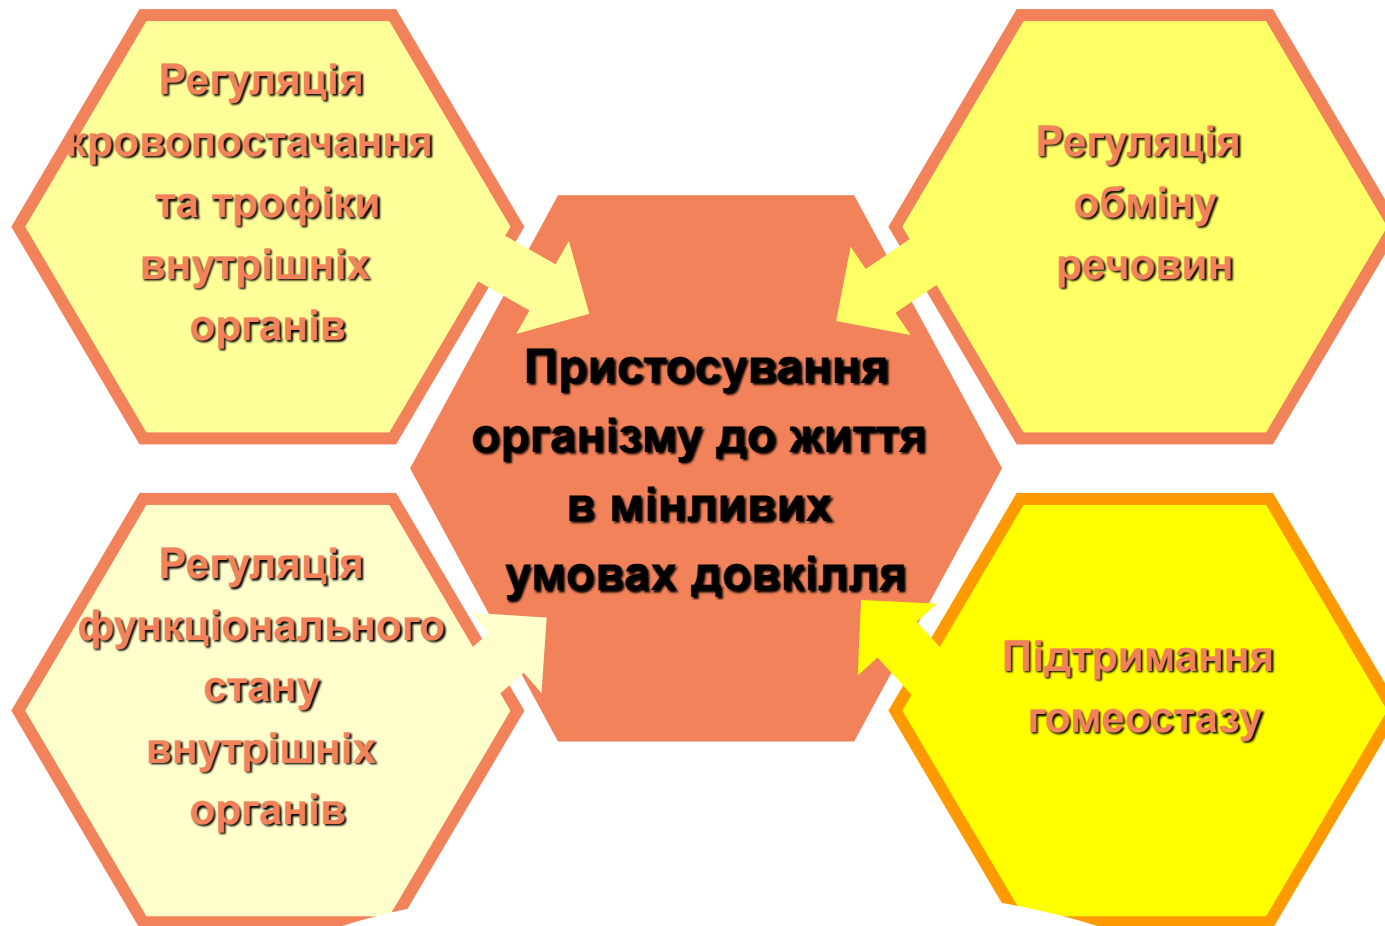 Регуляція
кровопостачання
та трофіки
внутрішніх
органів
Регуляція
обміну
речовин
Пристосування
організму до життя
в мінливих
умовах довкілля
Регуляція
функціонального
стану
внутрішніх
органів
Підтримання
гомеостазу